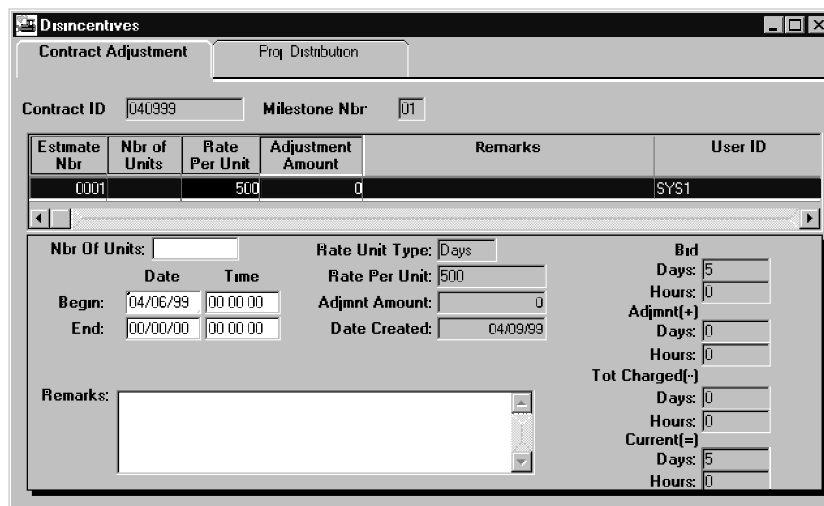 Disincentives
Contract Adjustment Proj Distribution
Contract ID 040999 Milestone Nbr 01
Estimate Nbr Nbr of Units Rate Per Unit Adjustment Amount Remarks User ID
0001 500 0 SYS1
Nbr Of Units: Rate Unit Type: Days Bid
Date Time Rate Per Unit: 500 Days: 5
Hours: 0
Begin: 04/06/99 00 00 00 Adjmnt Amount: 0 Adjmnt(+)
End: 00/00/00 00 00 00 Date Created: 04/09/99 Days: 0
Hours: 0
Tot Charged(-)
Remarks: Days: 0
Hours: 0
Current(=)
Days: 5
Hours: 0